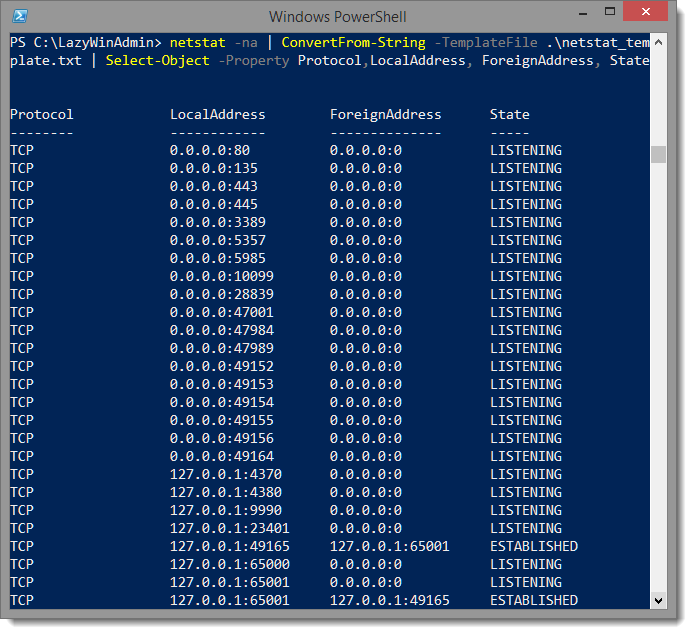 Windows PowerShell
PS C:\LazyWinAdmin> netstat -na | ConvertFrom-String -TemplateFile .\netstat_tem
plate.txt | Select-Object -Property Protocol,LocalAddress, ForeignAddress, State
Protocol LocalAddress ForeignAddress State
-------- ------------ -------------- -----
TCP 0.0.0.0:80 0.0.0.0:0 LISTENING
TCP 0.0.0.0:135 0.0.0.0:0 LISTENING
TCP 0.0.0.0:443 0.0.0.0:0 LISTENING
TCP 0.0.0.0:445 0.0.0.0:0 LISTENING
TCP 0.0.0.0:3389 0.0.0.0:0 LISTENING
TCP 0.0.0.0:5357 0.0.0.0:0 LISTENING
TCP 0.0.0.0:5985 0.0.0.0:0 LISTENING
TCP 0.0.0.0:10099 0.0.0.0:0 LISTENING
TCP 0.0.0.0:28839 0.0.0.0:0 LISTENING
TCP 0.0.0.0:47001 0.0.0.0:0 LISTENING
TCP 0.0.0.0:47984 0.0.0.0:0 LISTENING
TCP 0.0.0.0:47989 0.0.0.0:0 LISTENING
TCP 0.0.0.0:49152 0.0.0.0:0 LISTENING
TCP 0.0.0.0:49153 0.0.0.0:0 LISTENING
TCP 0.0.0.0:49154 0.0.0.0:0 LISTENING
TCP 0.0.0.0:49155 0.0.0.0:0 LISTENING
TCP 0.0.0.0:49156 0.0.0.0:0 LISTENING
TCP 0.0.0.0:49164 0.0.0.0:0 LISTENING
TCP 127.0.0.1:4370 0.0.0.0:0 LISTENING
TCP 127.0.0.1:4380 0.0.0.0:0 LISTENING
TCP 127.0.0.1:9990 0.0.0.0:0 LISTENING
TCP 127.0.0.1:23401 0.0.0.0:0 LISTENING
TCP 127.0.0.1:49165 127.0.0.1:65001 ESTABLISHED
TCP 127.0.0.1:65000 0.0.0.0:0 LISTENING
TCP 127.0.0.1:65001 0.0.0.0:0 LISTENING
TCP 127.0.0.1:65001 127.0.0.1:49165 ESTABLISHED